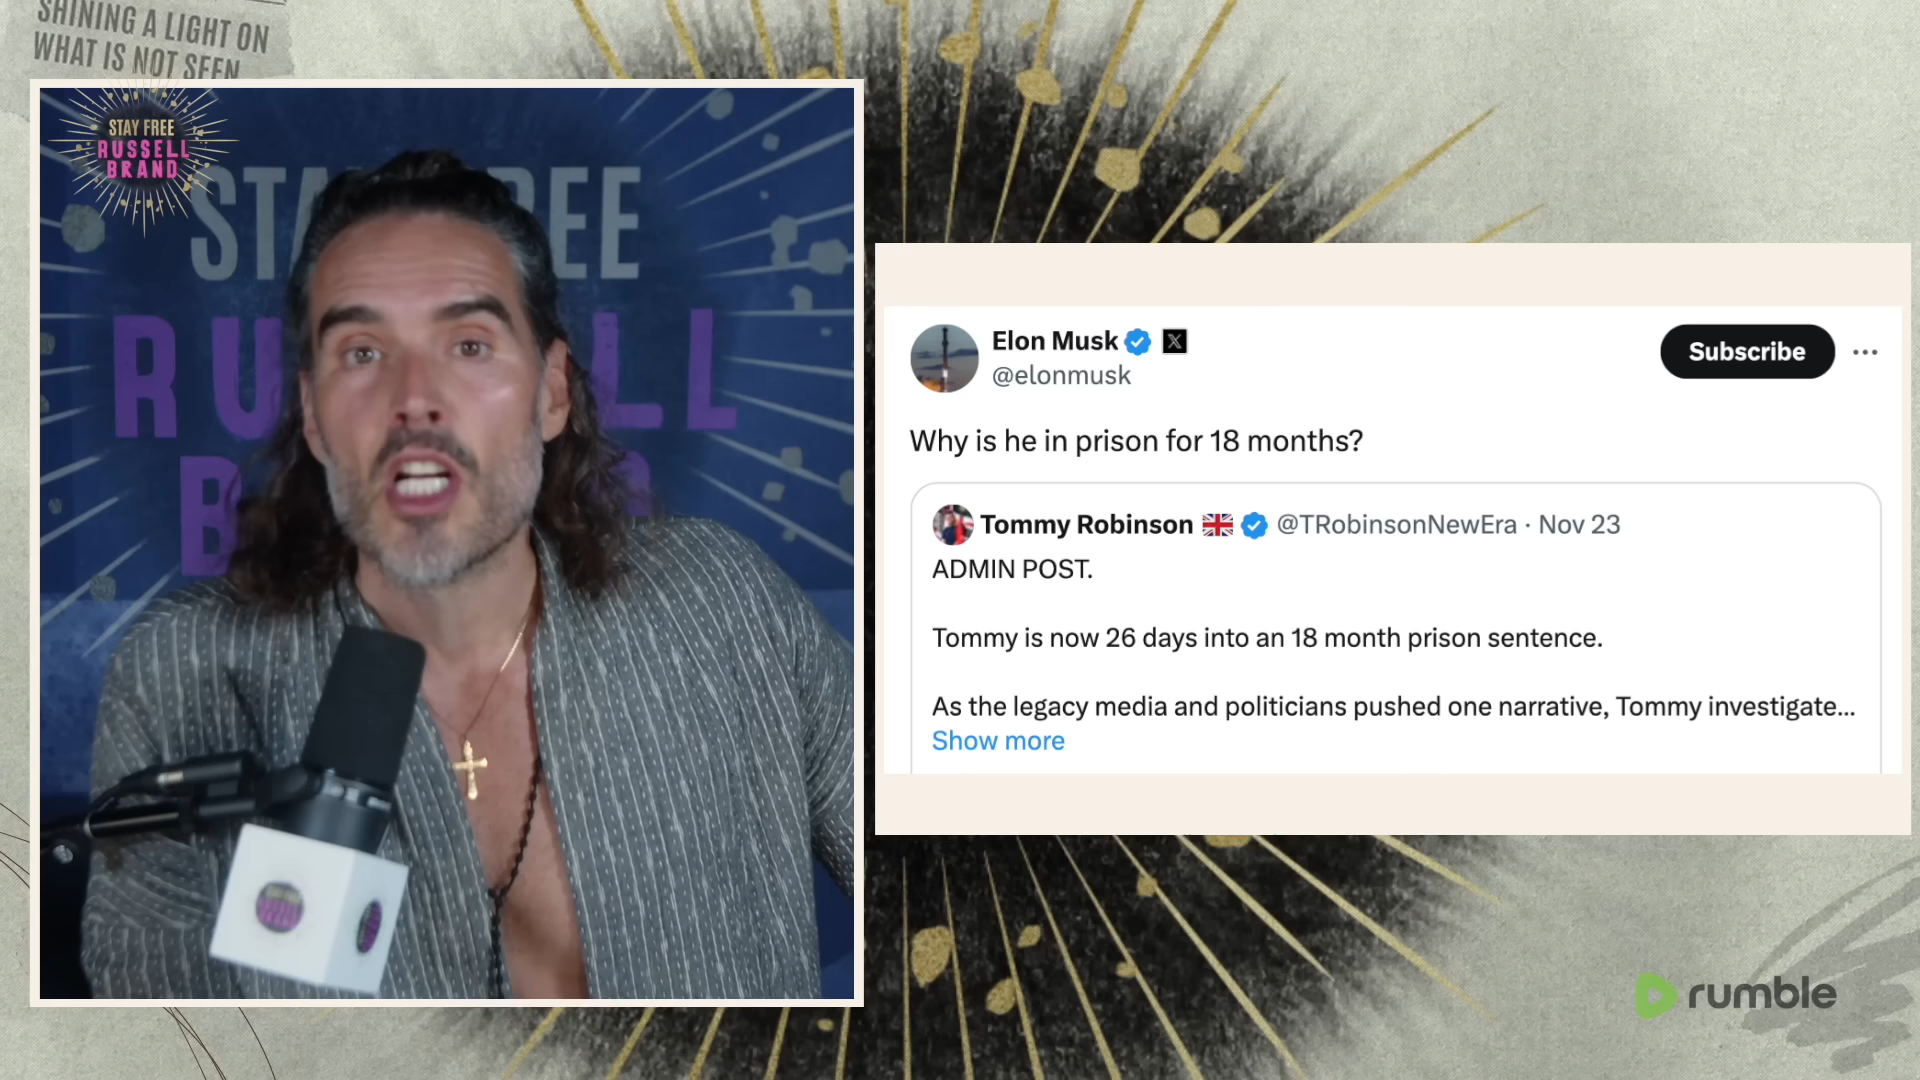 SHINING A LIGHT ON
WHAT IS NOT SEEN
STAY FREE
RUSSELL
BRAND
Elon Musk
@elonmusk
Subscribe
Why is he in prison for 18 months?
Tommy Robinson @TRobinsonNewEra · Nov 23
ADMIN POST.
Tommy is now 26 days into an 18 month prison sentence.
As the legacy media and politicians pushed one narrative, Tommy investigate...
Show more
rumble